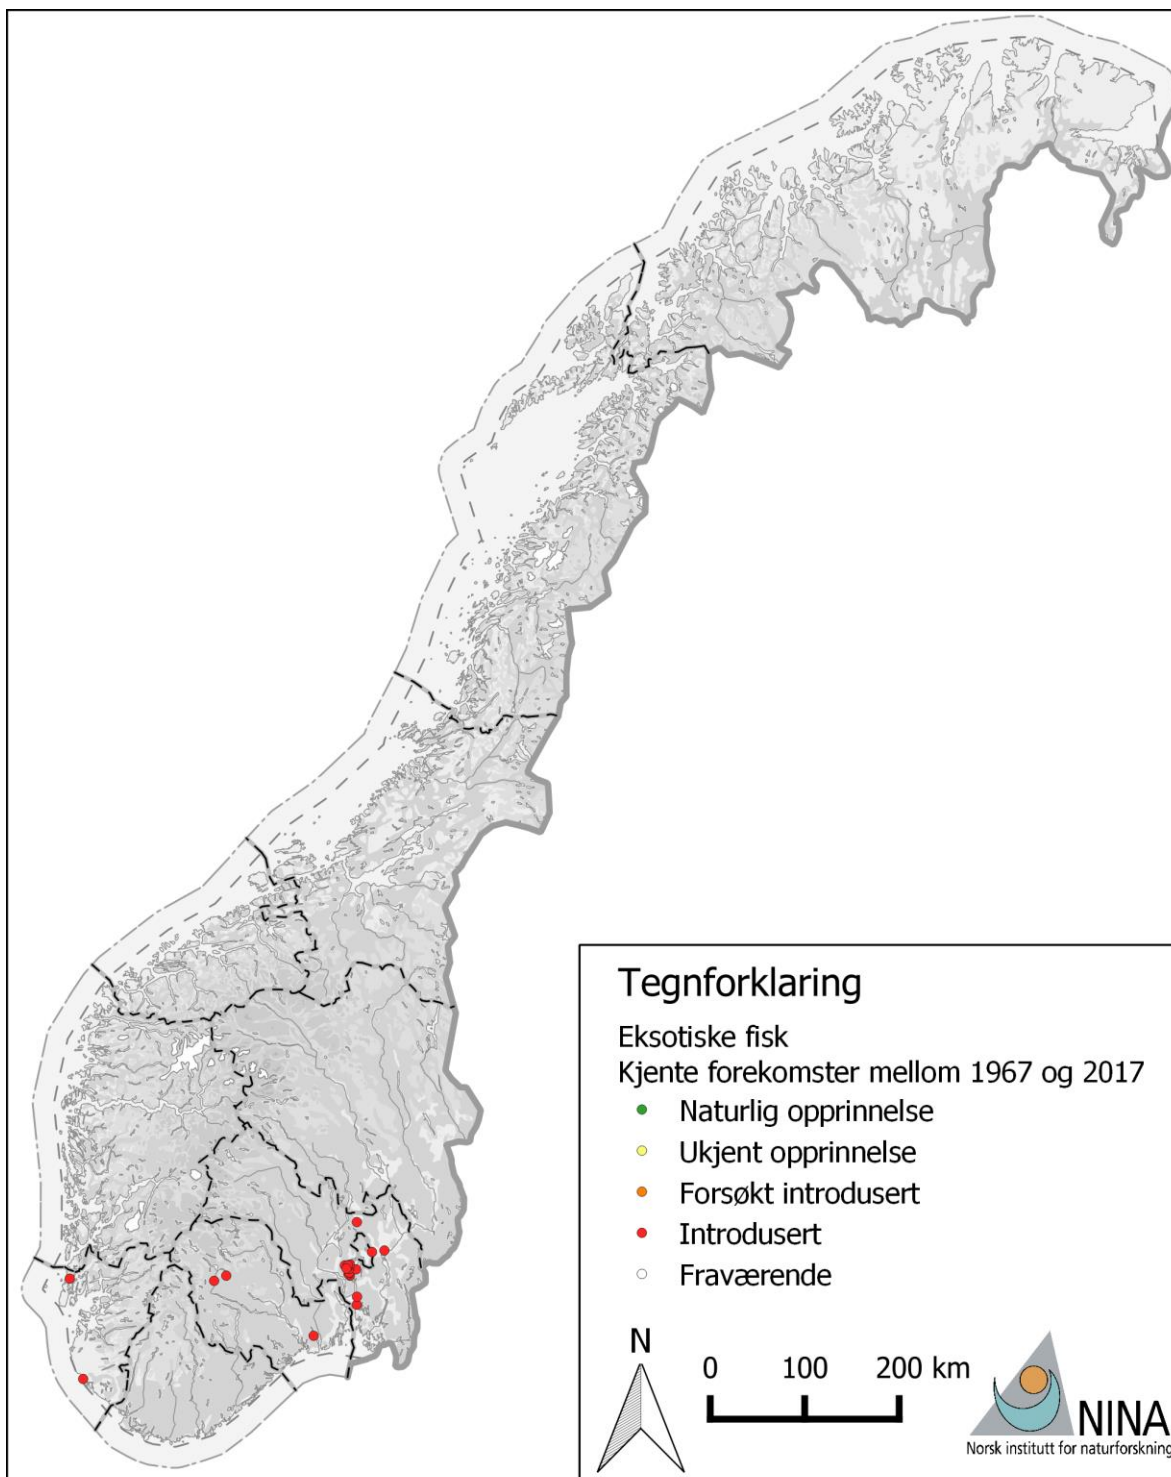 Tegnforklaring
Eksotiske fisk
Kjente forekomster mellom 1967 og 2017
Naturlig opprinnelse
Ukjent opprinnelse
Forsøkt introdusert
Introdusert
Fraværende
N
0 100 200 km
NINA
Norsk institutt for naturforskning